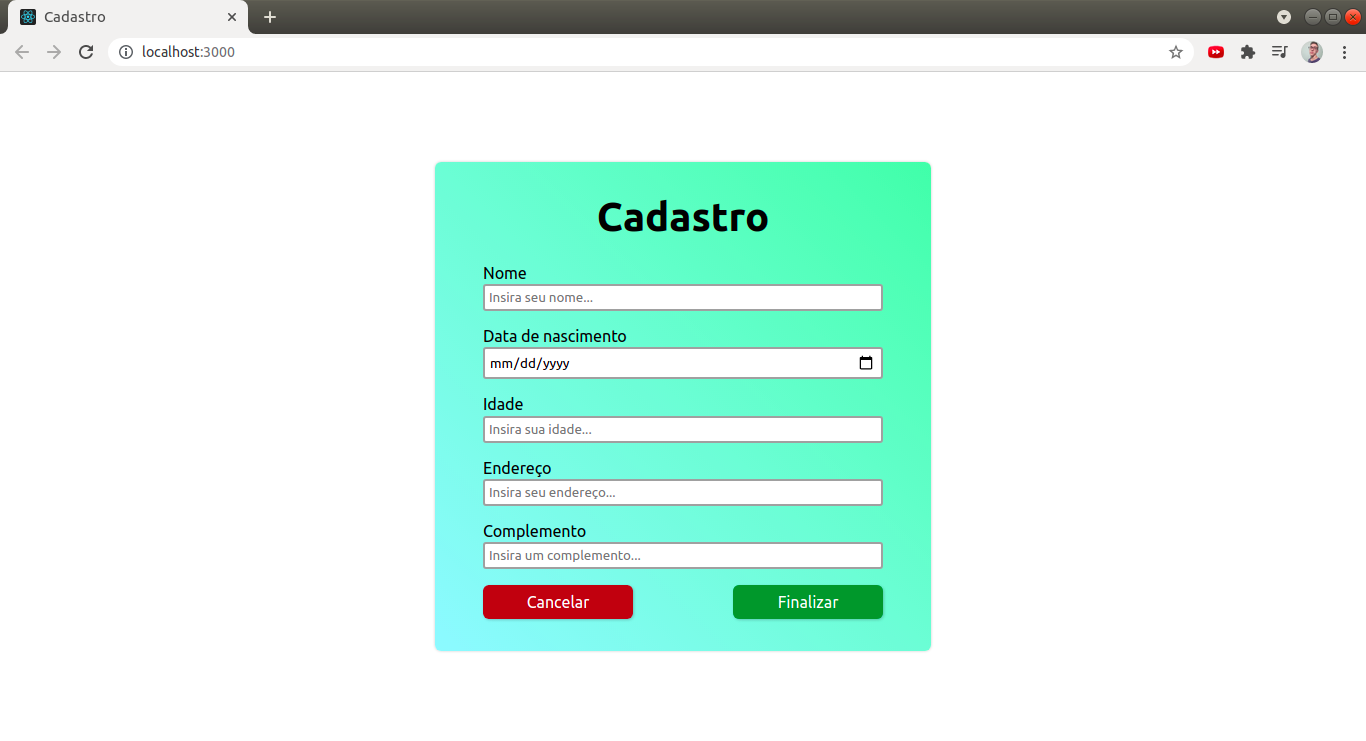 Cadastro
localhost:3000
Cadastro
Nome
Insira seu nome...
Data de nascimento
mm/dd/yyyy
Idade
Insira sua idade...
Endereço
Insira seu endereço...
Complemento
Insira um complemento...
Cancelar Finalizar